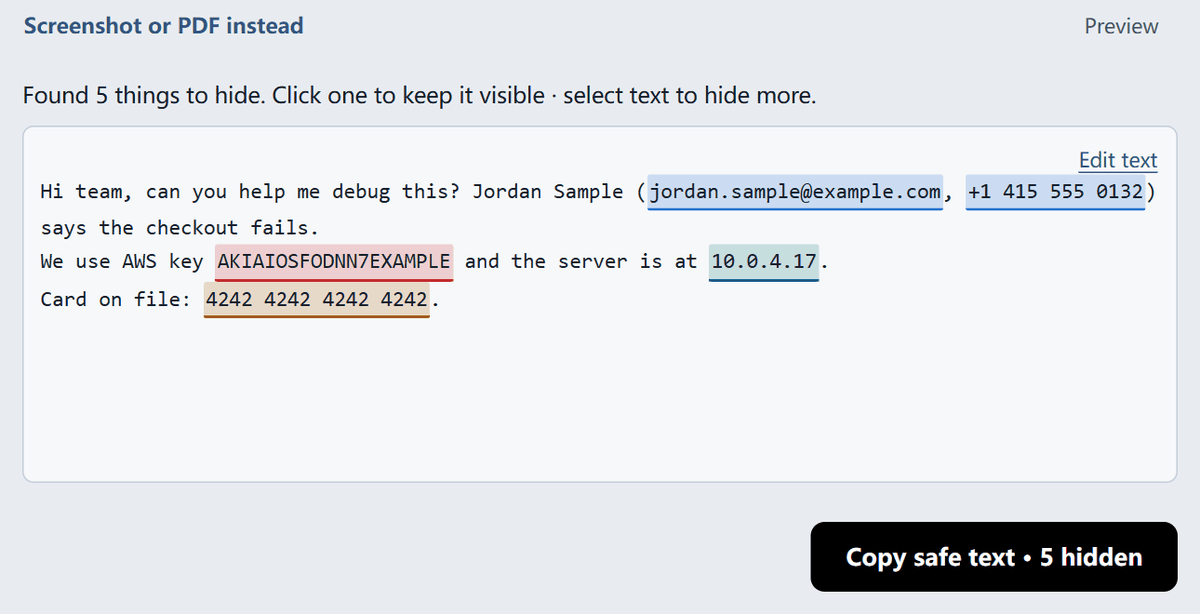 Screenshot or PDF instead
Preview
Found 5 things to hide. Click one to keep it visible · select text to hide more.
Edit text
Hi team, can you help me debug this? Jordan Sample (jordan.sample@example.com, +1 415 555 0132)
says the checkout fails.
We use AWS key AKIAIOSFODNN7EXAMPLE and the server is at 10.0.4.17.
Card on file: 4242 4242 4242 4242.
Copy safe text • 5 hidden